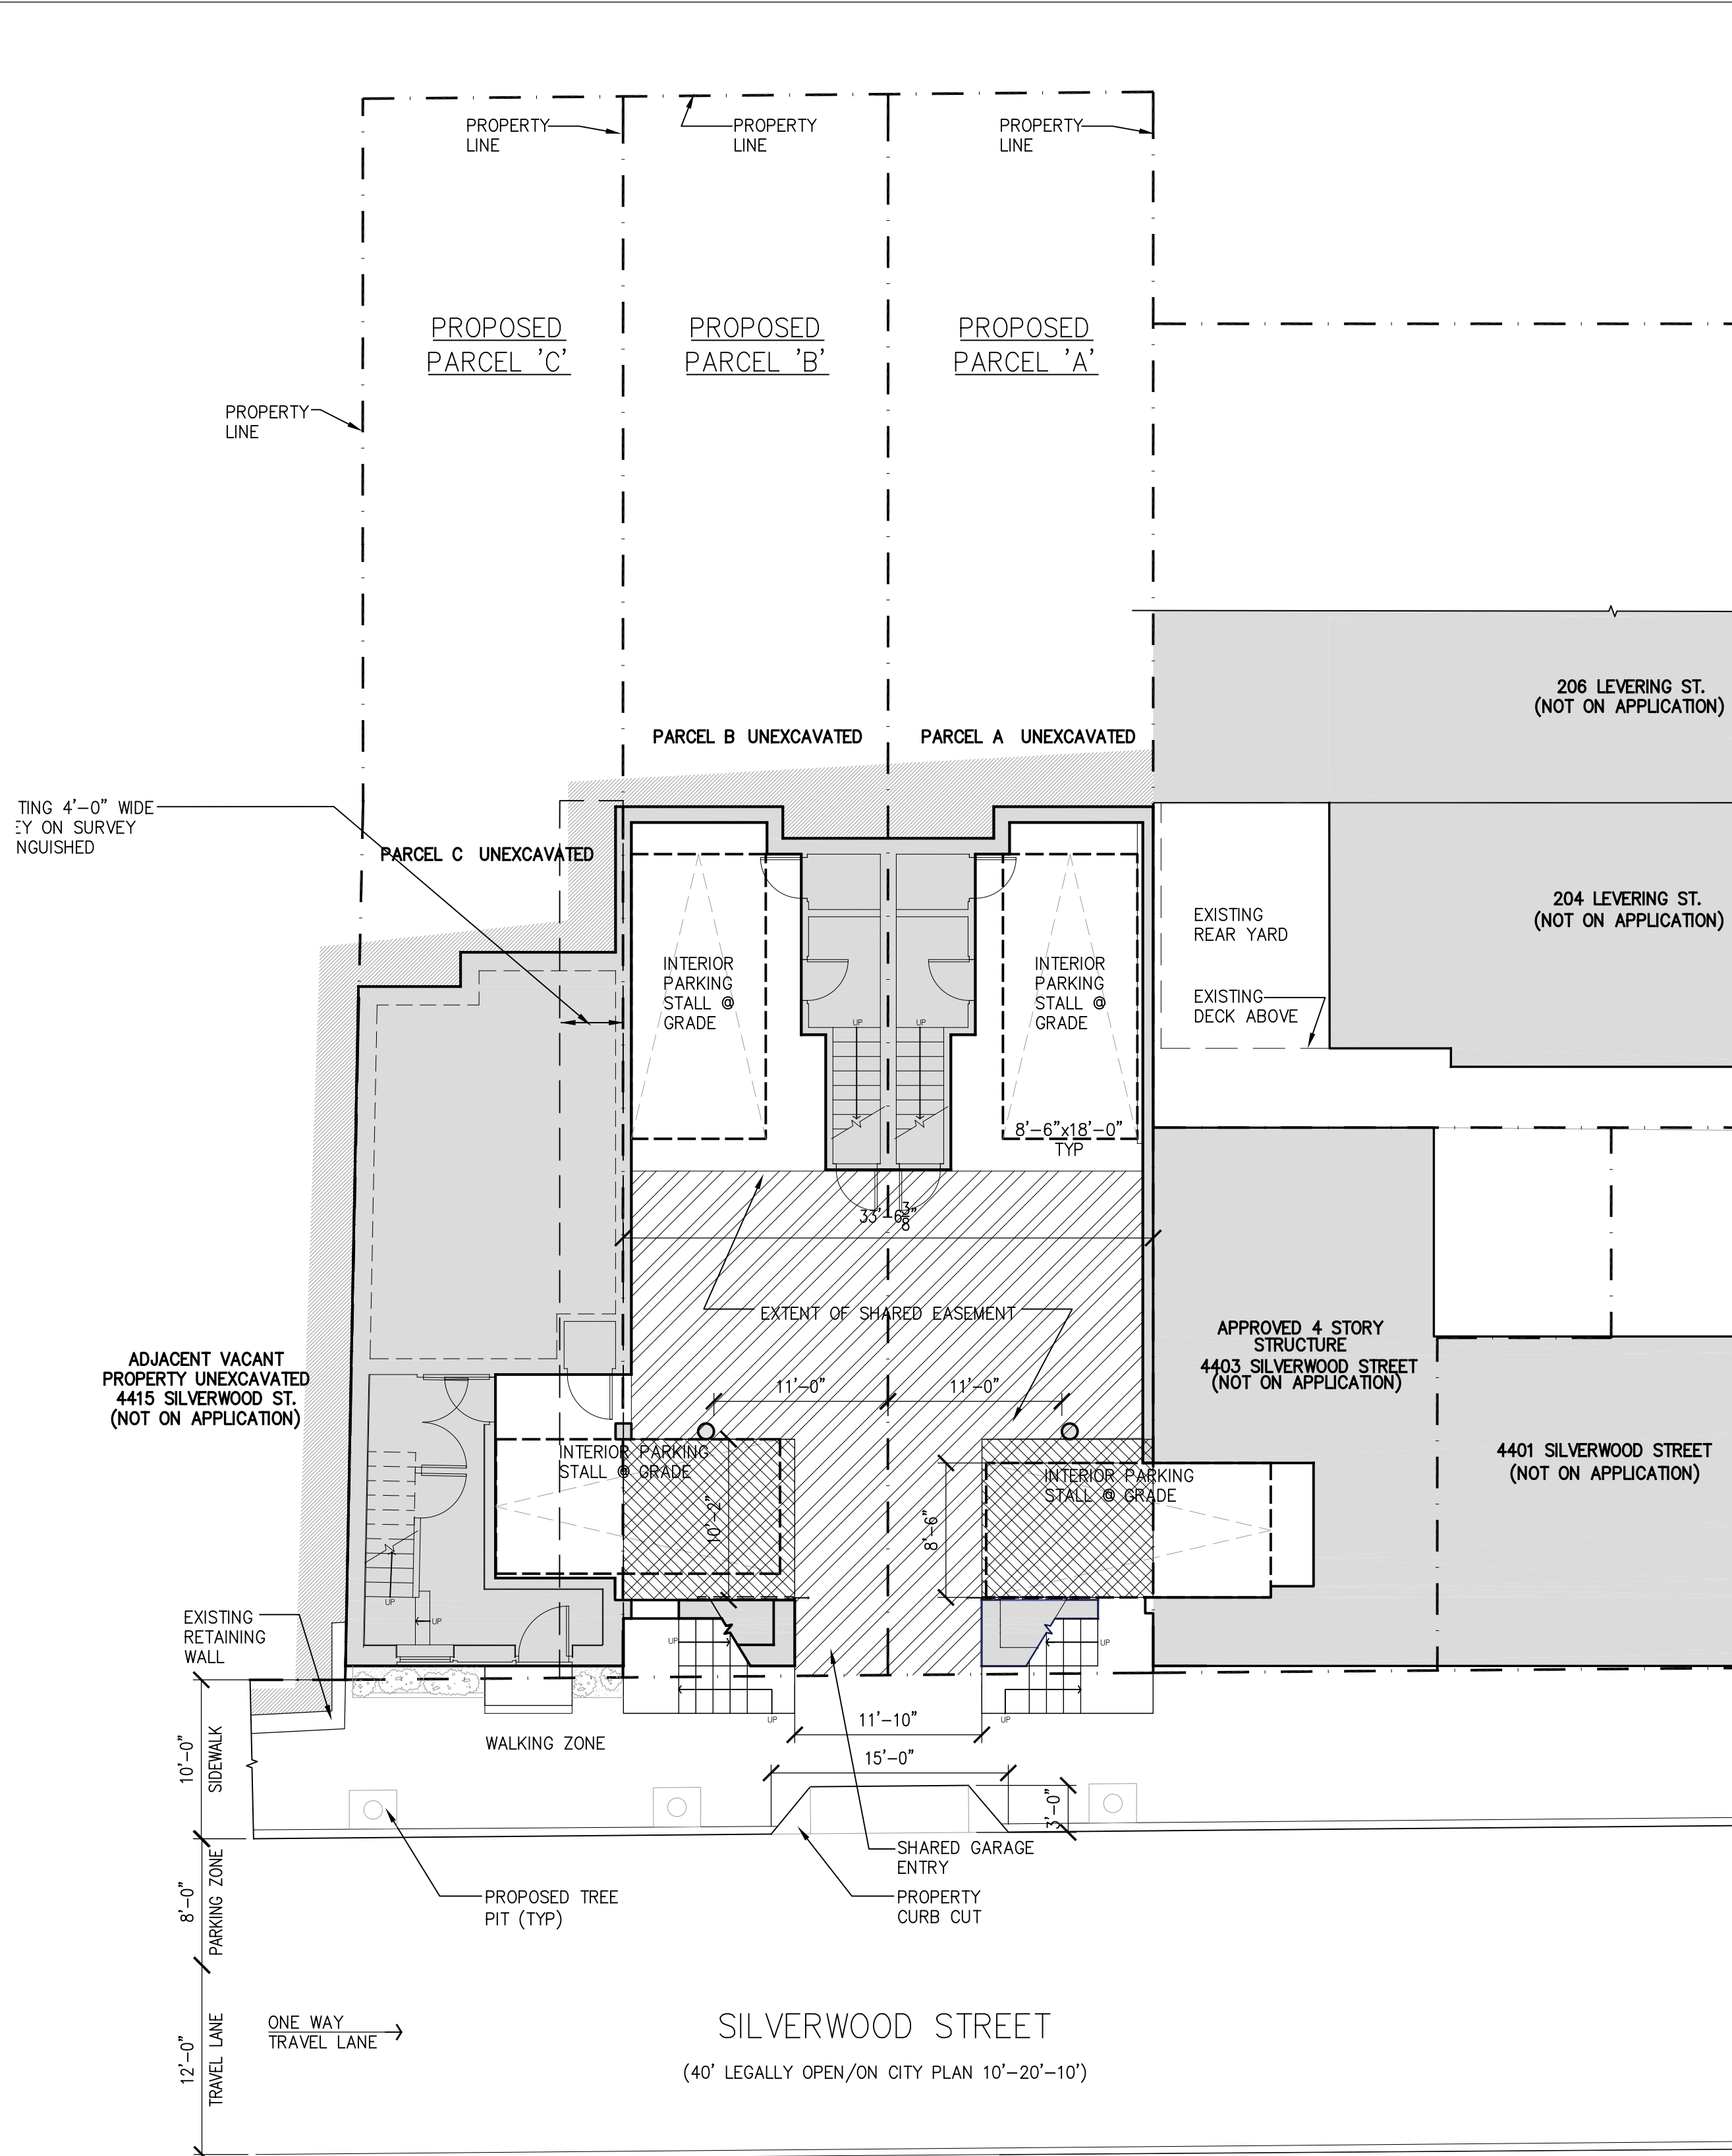 PROPERTY
LINE
PROPERTY
LINE
PROPERTY
LINE
PROPOSED
PARCEL 'C'
PROPOSED
PARCEL 'B'
PROPOSED
PARCEL 'A'
PROPERTY
LINE
206 LEVERING ST.
(NOT ON APPLICATION)
PARCEL B UNEXCAVATED
PARCEL A UNEXCAVATED
TING 4'-0" WIDE
EY ON SURVEY
NGUISHED
PARCEL C UNEXCAVATED
204 LEVERING ST.
(NOT ON APPLICATION)
EXISTING
REAR YARD
INTERIOR
PARKING
STALL @
GRADE
INTERIOR
PARKING
STALL @
GRADE
EXISTING
DECK ABOVE
UP
UP
8'-6"x18'-0"
TYP
33'-6 3/8"
EXTENT OF SHARED EASEMENT
APPROVED 4 STORY
STRUCTURE
4403 SILVERWOOD STREET
(NOT ON APPLICATION)
ADJACENT VACANT
PROPERTY UNEXCAVATED
4415 SILVERWOOD ST.
(NOT ON APPLICATION)
11'-0"
11'-0"
INTERIOR PARKING
STALL @ GRADE
INTERIOR PARKING
STALL @ GRADE
4401 SILVERWOOD STREET
(NOT ON APPLICATION)
10'-2"
8'-6"
UP
UP
EXISTING
RETAINING
WALL
UP
UP
UP
UP
11'-10"
WALKING ZONE
15'-0"
10'-0"
SIDEWALK
3'-0"
SHARED GARAGE
ENTRY
PROPOSED TREE
PIT (TYP)
PROPERTY
CURB CUT
8'-0"
PARKING ZONE
ONE WAY
TRAVEL LANE
SILVERWOOD STREET
(40' LEGALLY OPEN/ON CITY PLAN 10'-20'-10')
12'-0"
TRAVEL LANE